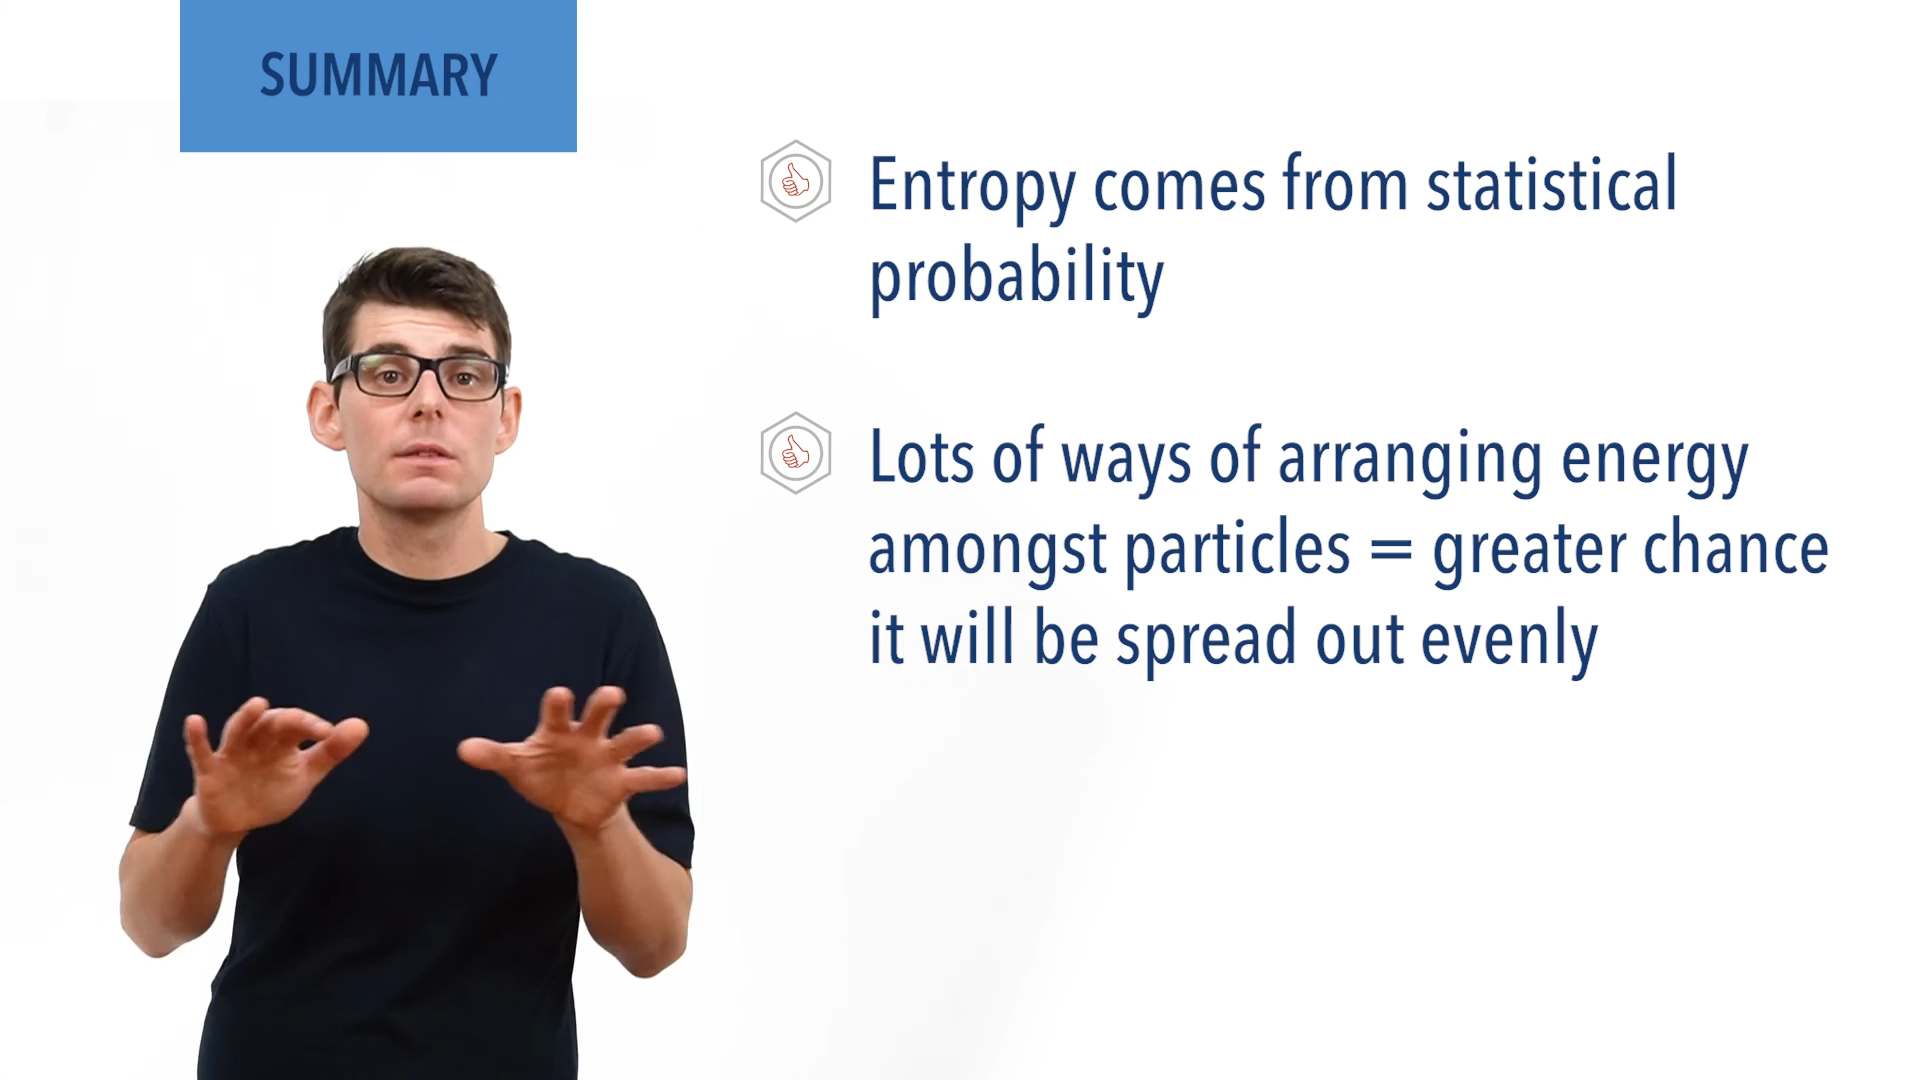 SUMMARY
Entropy comes from statistical
probability
Lots of ways of arranging energy
amongst particles = greater chance
it will be spread out evenly